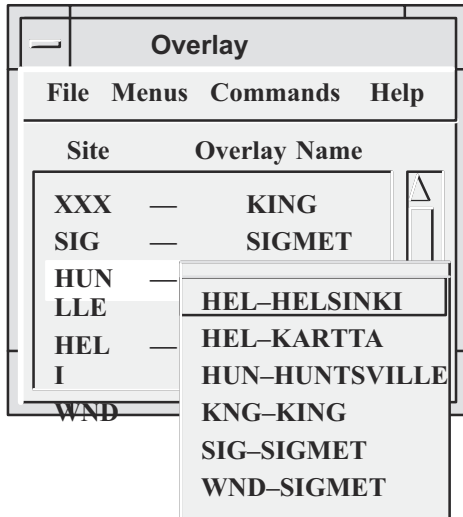 Overlay
File Menus Commands Help
Site Overlay Name
XXX — KING
SIG — SIGMET
HUN —
LLE
HEL —
I
WND
HEL–HELSINKI
HEL–KARTTA
HUN–HUNTSVILLE
KNG–KING
SIG–SIGMET
WND–SIGMET